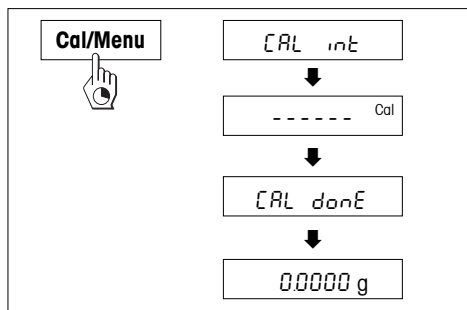 Cal/Menu
CAL int
- - - - - - Cal
CAL donE
0.0000 g